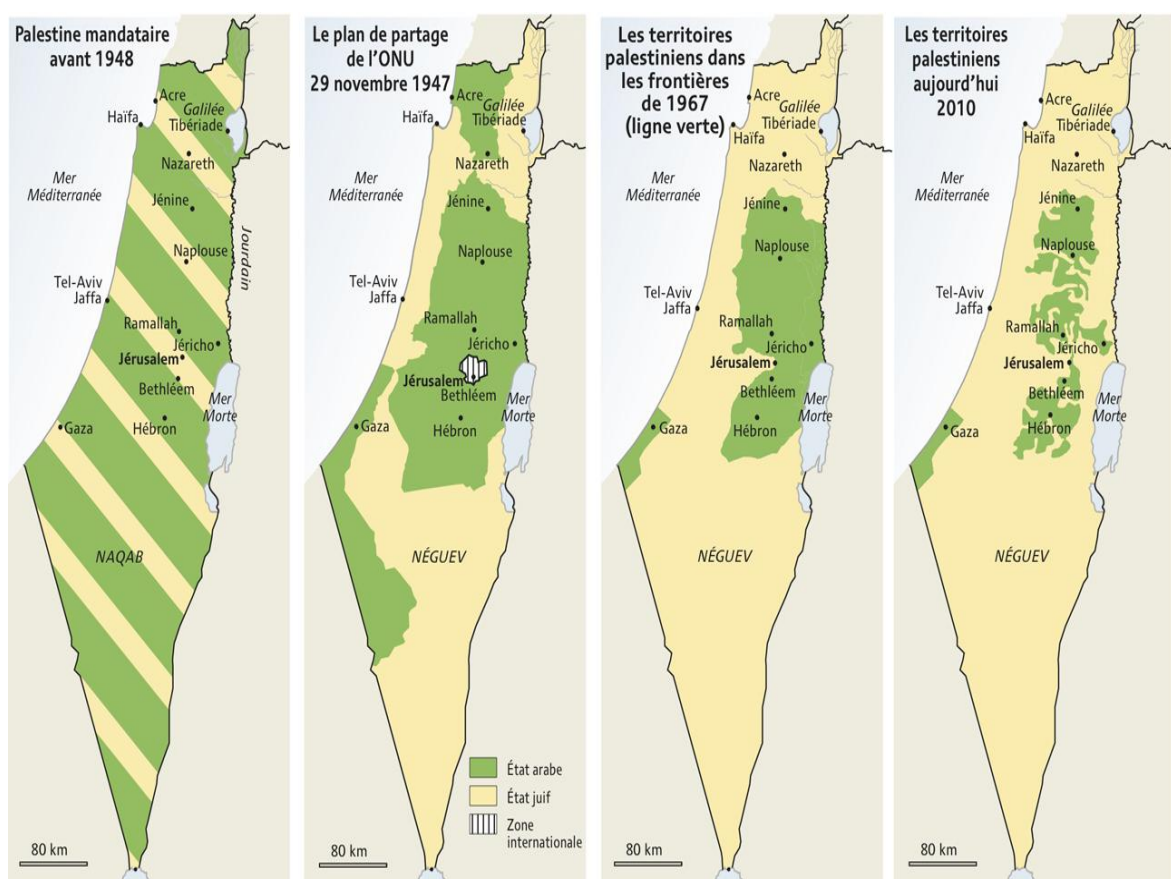 Palestine mandataire
avant 1948
Acre
Galilée
Haïfa
Tibériade
Nazareth
Mer
Méditerranée
Jénine
Jourdain
Naplouse
Tel-Aviv
Jaffa
Ramallah
Jéricho
Jérusalem
Bethléem
Mer
Morte
Hébron
Gaza
NAQAB
80 km
Le plan de partage
de l'ONU
29 novembre 1947
Acre
Galilée
Haïfa
Tibériade
Nazareth
Mer
Méditerranée
Jénine
Naplouse
Tel-Aviv
Jaffa
Ramallah
Jéricho
Jérusalem
Bethléem
Mer
Morte
Hébron
Gaza
NÉGUEV
État arabe
État juif
Zone
internationale
80 km
Les territoires
palestiniens dans
les frontières
de 1967
(ligne verte)
Acre
Galilée
Haïfa
Tibériade
Nazareth
Mer
Méditerranée
Jénine
Naplouse
Tel-Aviv
Jaffa
Ramallah
Jéricho
Jérusalem
Bethléem
Mer
Morte
Hébron
Gaza
NÉGUEV
80 km
Les territoires
palestiniens
aujourd'hui
2010
Acre
Galilée
Haïfa
Tibériade
Nazareth
Mer
Méditerranée
Jénine
Naplouse
Tel-Aviv
Jaffa
Ramallah
Jéricho
Jérusalem
Bethléem
Mer
Morte
Hébron
Gaza
NÉGUEV
80 km